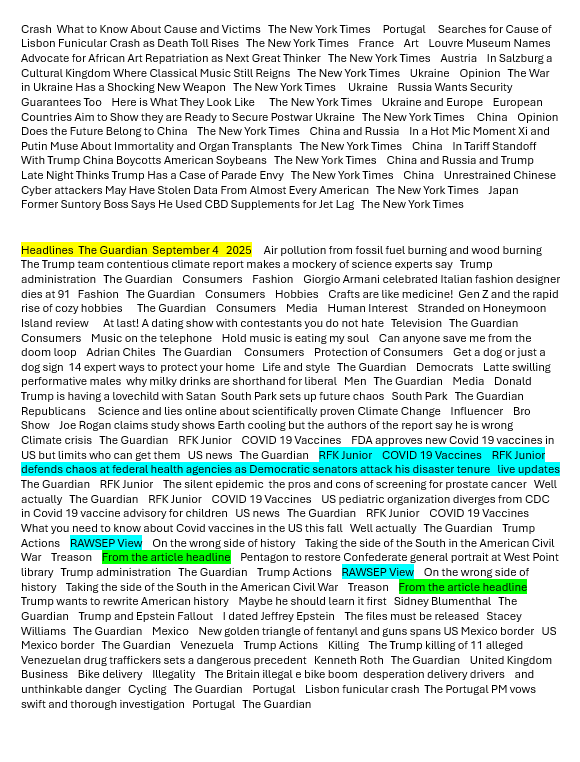 Crash What to Know About Cause and Victims The New York Times Portugal Searches for Cause of
Lisbon Funicular Crash as Death Toll Rises The New York Times France Art Louvre Museum Names
Advocate for African Art Repatriation as Next Great Thinker The New York Times Austria In Salzburg a
Cultural Kingdom Where Classical Music Still Reigns The New York Times Ukraine Opinion The War
in Ukraine Has a Shocking New Weapon The New York Times Ukraine Russia Wants Security
Guarantees Too Here is What They Look Like The New York Times Ukraine and Europe European
Countries Aim to Show they are Ready to Secure Postwar Ukraine The New York Times China Opinion
Does the Future Belong to China The New York Times China and Russia In a Hot Mic Moment Xi and
Putin Muse About Immortality and Organ Transplants The New York Times China In Tariff Standoff
With Trump China Boycotts American Soybeans The New York Times China and Russia and Trump
Late Night Thinks Trump Has a Case of Parade Envy The New York Times China Unrestrained Chinese
Cyber attackers May Have Stolen Data From Almost Every American The New York Times Japan
Former Suntory Boss Says He Used CBD Supplements for Jet Lag The New York Times
Headlines The Guardian September 4 2025 Air pollution from fossil fuel burning and wood burning
The Trump team contentious climate report makes a mockery of science experts say Trump
administration The Guardian Consumers Fashion Giorgio Armani celebrated Italian fashion designer
dies at 91 Fashion The Guardian Consumers Hobbies Crafts are like medicine! Gen Z and the rapid
rise of cozy hobbies The Guardian Consumers Media Human Interest Stranded on Honeymoon
Island review At last! A dating show with contestants you do not hate Television The Guardian
Consumers Music on the telephone Hold music is eating my soul Can anyone save me from the
doom loop Adrian Chiles The Guardian Consumers Protection of Consumers Get a dog or just a
dog sign 14 expert ways to protect your home Life and style The Guardian Democrats Latte swilling
performative males why milky drinks are shorthand for liberal Men The Guardian Media Donald
Trump is having a lovechild with Satan South Park sets up future chaos South Park The Guardian
Republicans Science and lies online about scientifically proven Climate Change Influencer Bro
Show Joe Rogan claims study shows Earth cooling but the authors of the report say he is wrong
Climate crisis The Guardian RFK Junior COVID 19 Vaccines FDA approves new Covid 19 vaccines in
US but limits who can get them US news The Guardian RFK Junior COVID 19 Vaccines RFK Junior
defends chaos at federal health agencies as Democratic senators attack his disaster tenure live updates
The Guardian RFK Junior The silent epidemic the pros and cons of screening for prostate cancer Well
actually The Guardian RFK Junior COVID 19 Vaccines US pediatric organization diverges from CDC
in Covid 19 vaccine advisory for children US news The Guardian RFK Junior COVID 19 Vaccines
What you need to know about Covid vaccines in the US this fall Well actually The Guardian Trump
Actions RAWSEP View On the wrong side of history Taking the side of the South in the American Civil
War Treason From the article headline Pentagon to restore Confederate general portrait at West Point
library Trump administration The Guardian Trump Actions RAWSEP View On the wrong side of
history Taking the side of the South in the American Civil War Treason From the article headline
Trump wants to rewrite American history Maybe he should learn it first Sidney Blumenthal The
Guardian Trump and Epstein Fallout I dated Jeffrey Epstein The files must be released Stacey
Williams The Guardian Mexico New golden triangle of fentanyl and guns spans US Mexico border US
Mexico border The Guardian Venezuela Trump Actions Killing The Trump killing of 11 alleged
Venezuelan drug traffickers sets a dangerous precedent Kenneth Roth The Guardian United Kingdom
Business Bike delivery Illegality The Britain illegal e bike boom desperation delivery drivers and
unthinkable danger Cycling The Guardian Portugal Lisbon funicular crash The Portugal PM vows
swift and thorough investigation Portugal The Guardian